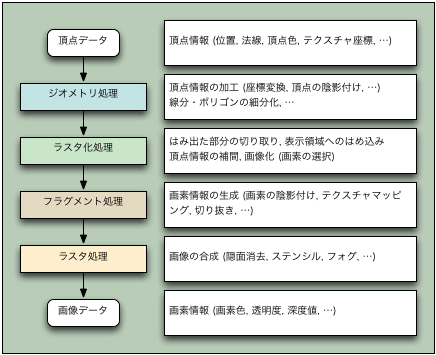 頂点データ
頂点情報 (位置, 法線, 頂点色, テクスチャ座標, …)
ジオメトリ処理
頂点情報の加工 (座標変換, 頂点の陰影付け, …)
線分・ポリゴンの細分化, …
ラスタ化処理
はみ出た部分の切り取り, 表示領域へのはめ込み
頂点情報の補間, 画像化 (画素の選択)
フラグメント処理
画素情報の生成 (画素の陰影付け, テクスチャマッピ
ング, 切り抜き, …)
ラスタ処理
画像の合成 (隠面消去, ステンシル, フォグ, …)
画像データ
画素情報 (画素色, 透明度, 深度値, …)